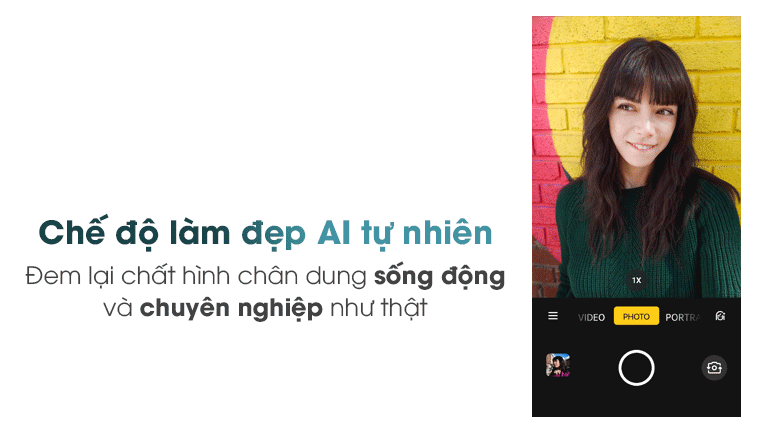 Chế độ làm đẹp AI tự nhiên
Đem lại chất hình chân dung sống động
và chuyên nghiệp như thật
1X
VIDEO PHOTO PORTRA